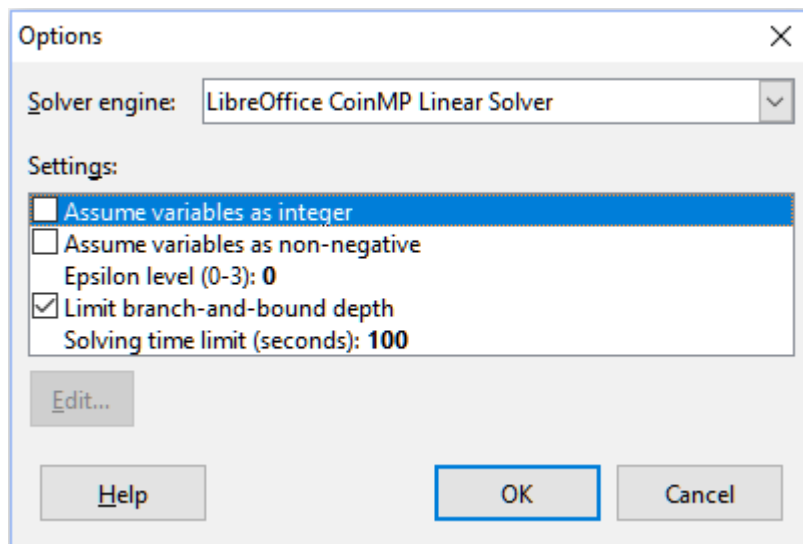 Options
Solver engine: LibreOffice CoinMP Linear Solver
Settings:
Assume variables as integer
Assume variables as non-negative
Epsilon level (0-3): 0
Limit branch-and-bound depth
Solving time limit (seconds): 100
Edit...
Help OK Cancel